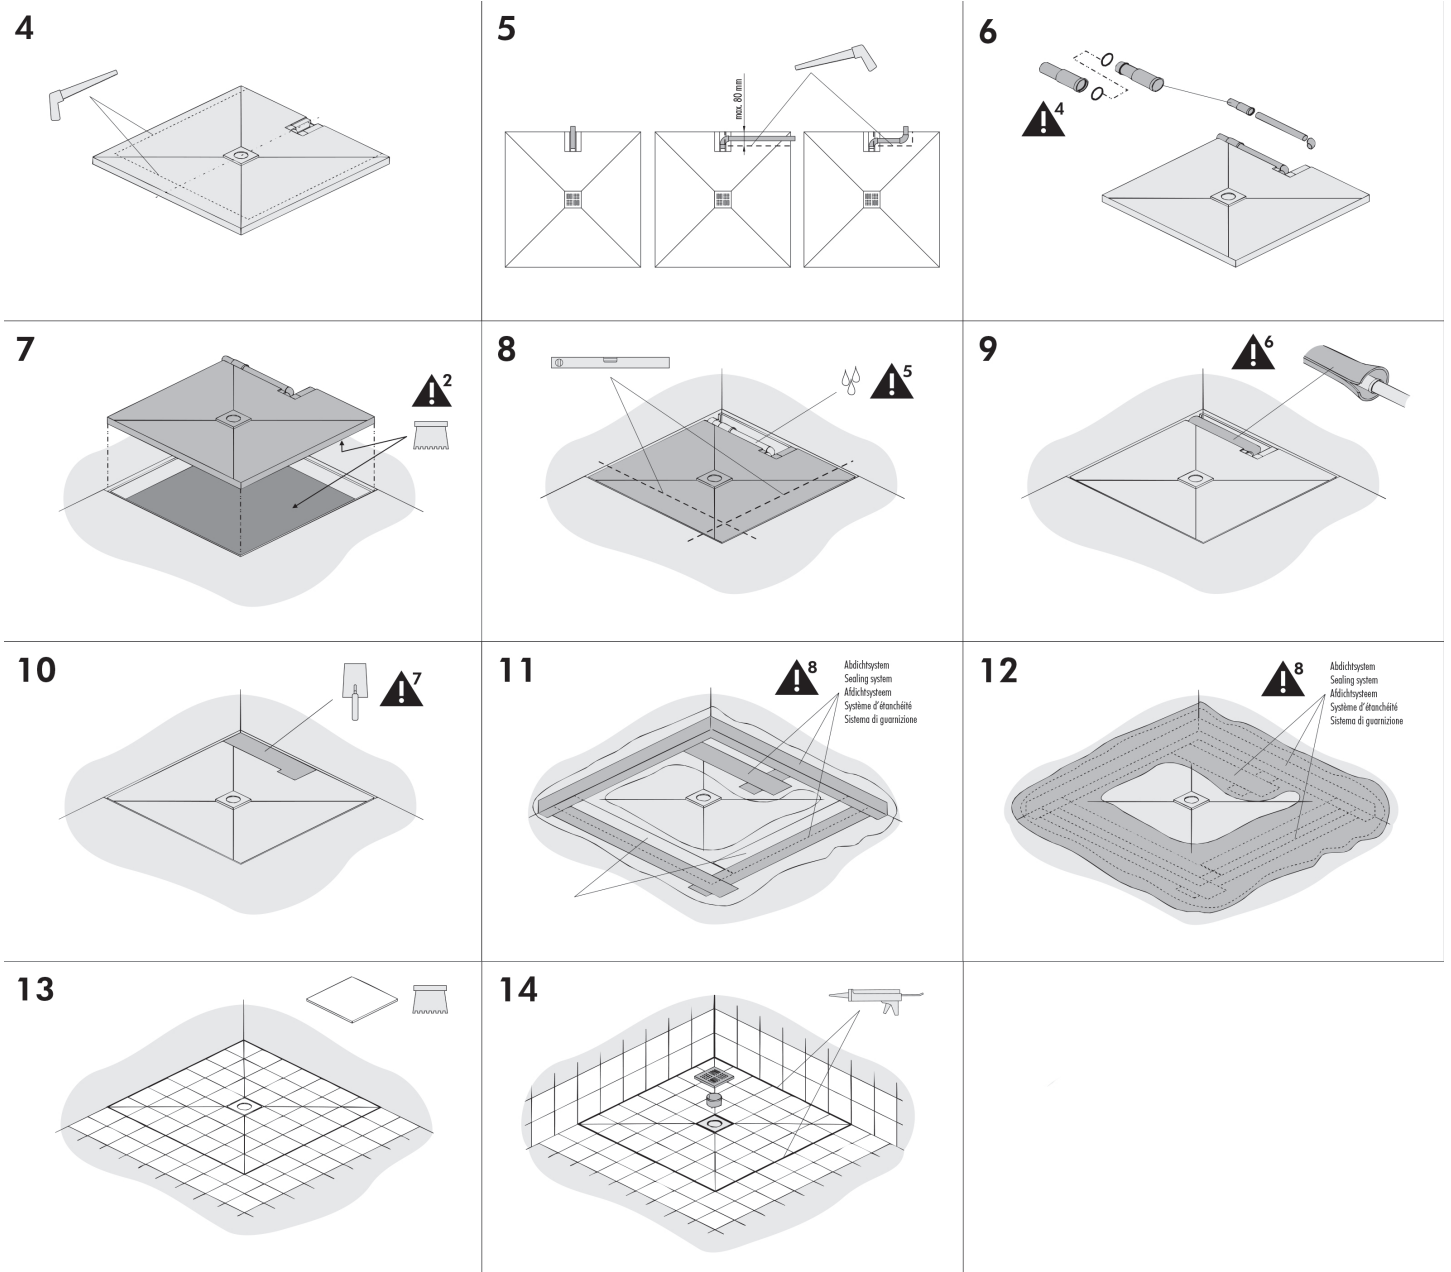 4
5
max. 80 mm
6
! 4
7
! 2
8
! 5
9
! 6
10
! 7
11
! 8
Abdichtsystem
Sealing system
Afdichtsysteem
Système d'étanchéité
Sistema di guarnizione
12
! 8
Abdichtsystem
Sealing system
Afdichtsysteem
Système d'étanchéité
Sistema di guarnizione
13
14